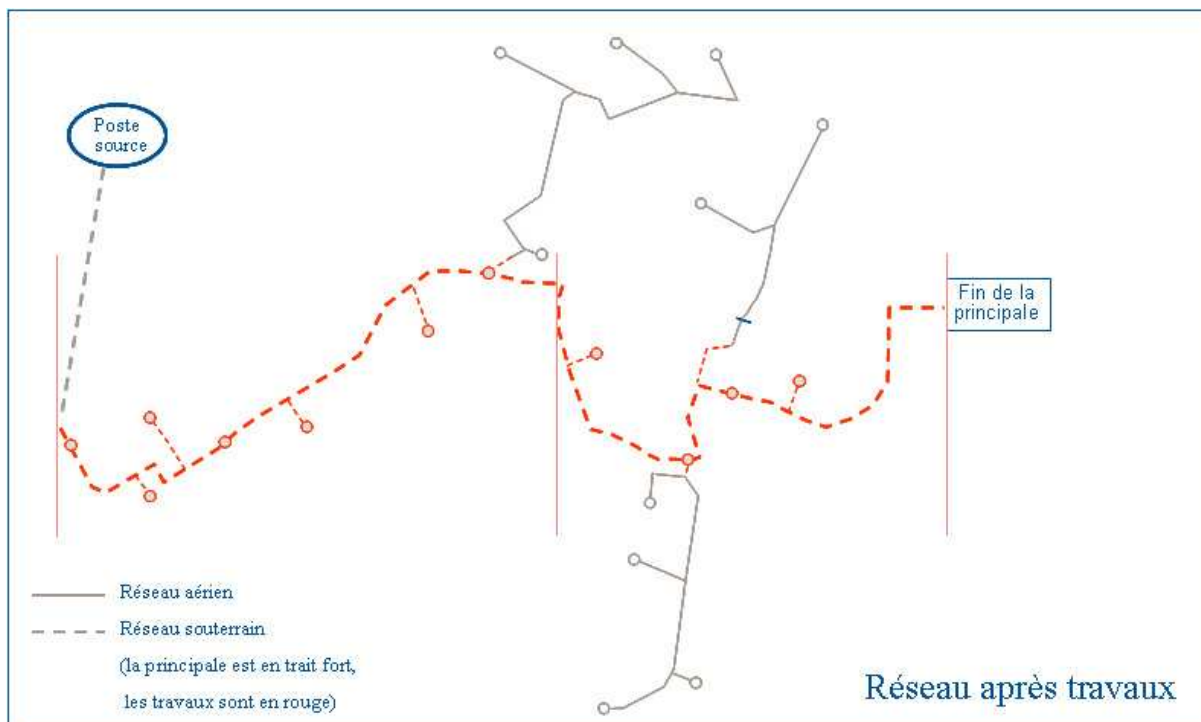 Poste
source
Fin de la
principale
Réseau aérien
Réseau souterrain
(la principale est en trait fort,
les travaux sont en rouge)
Réseau après travaux